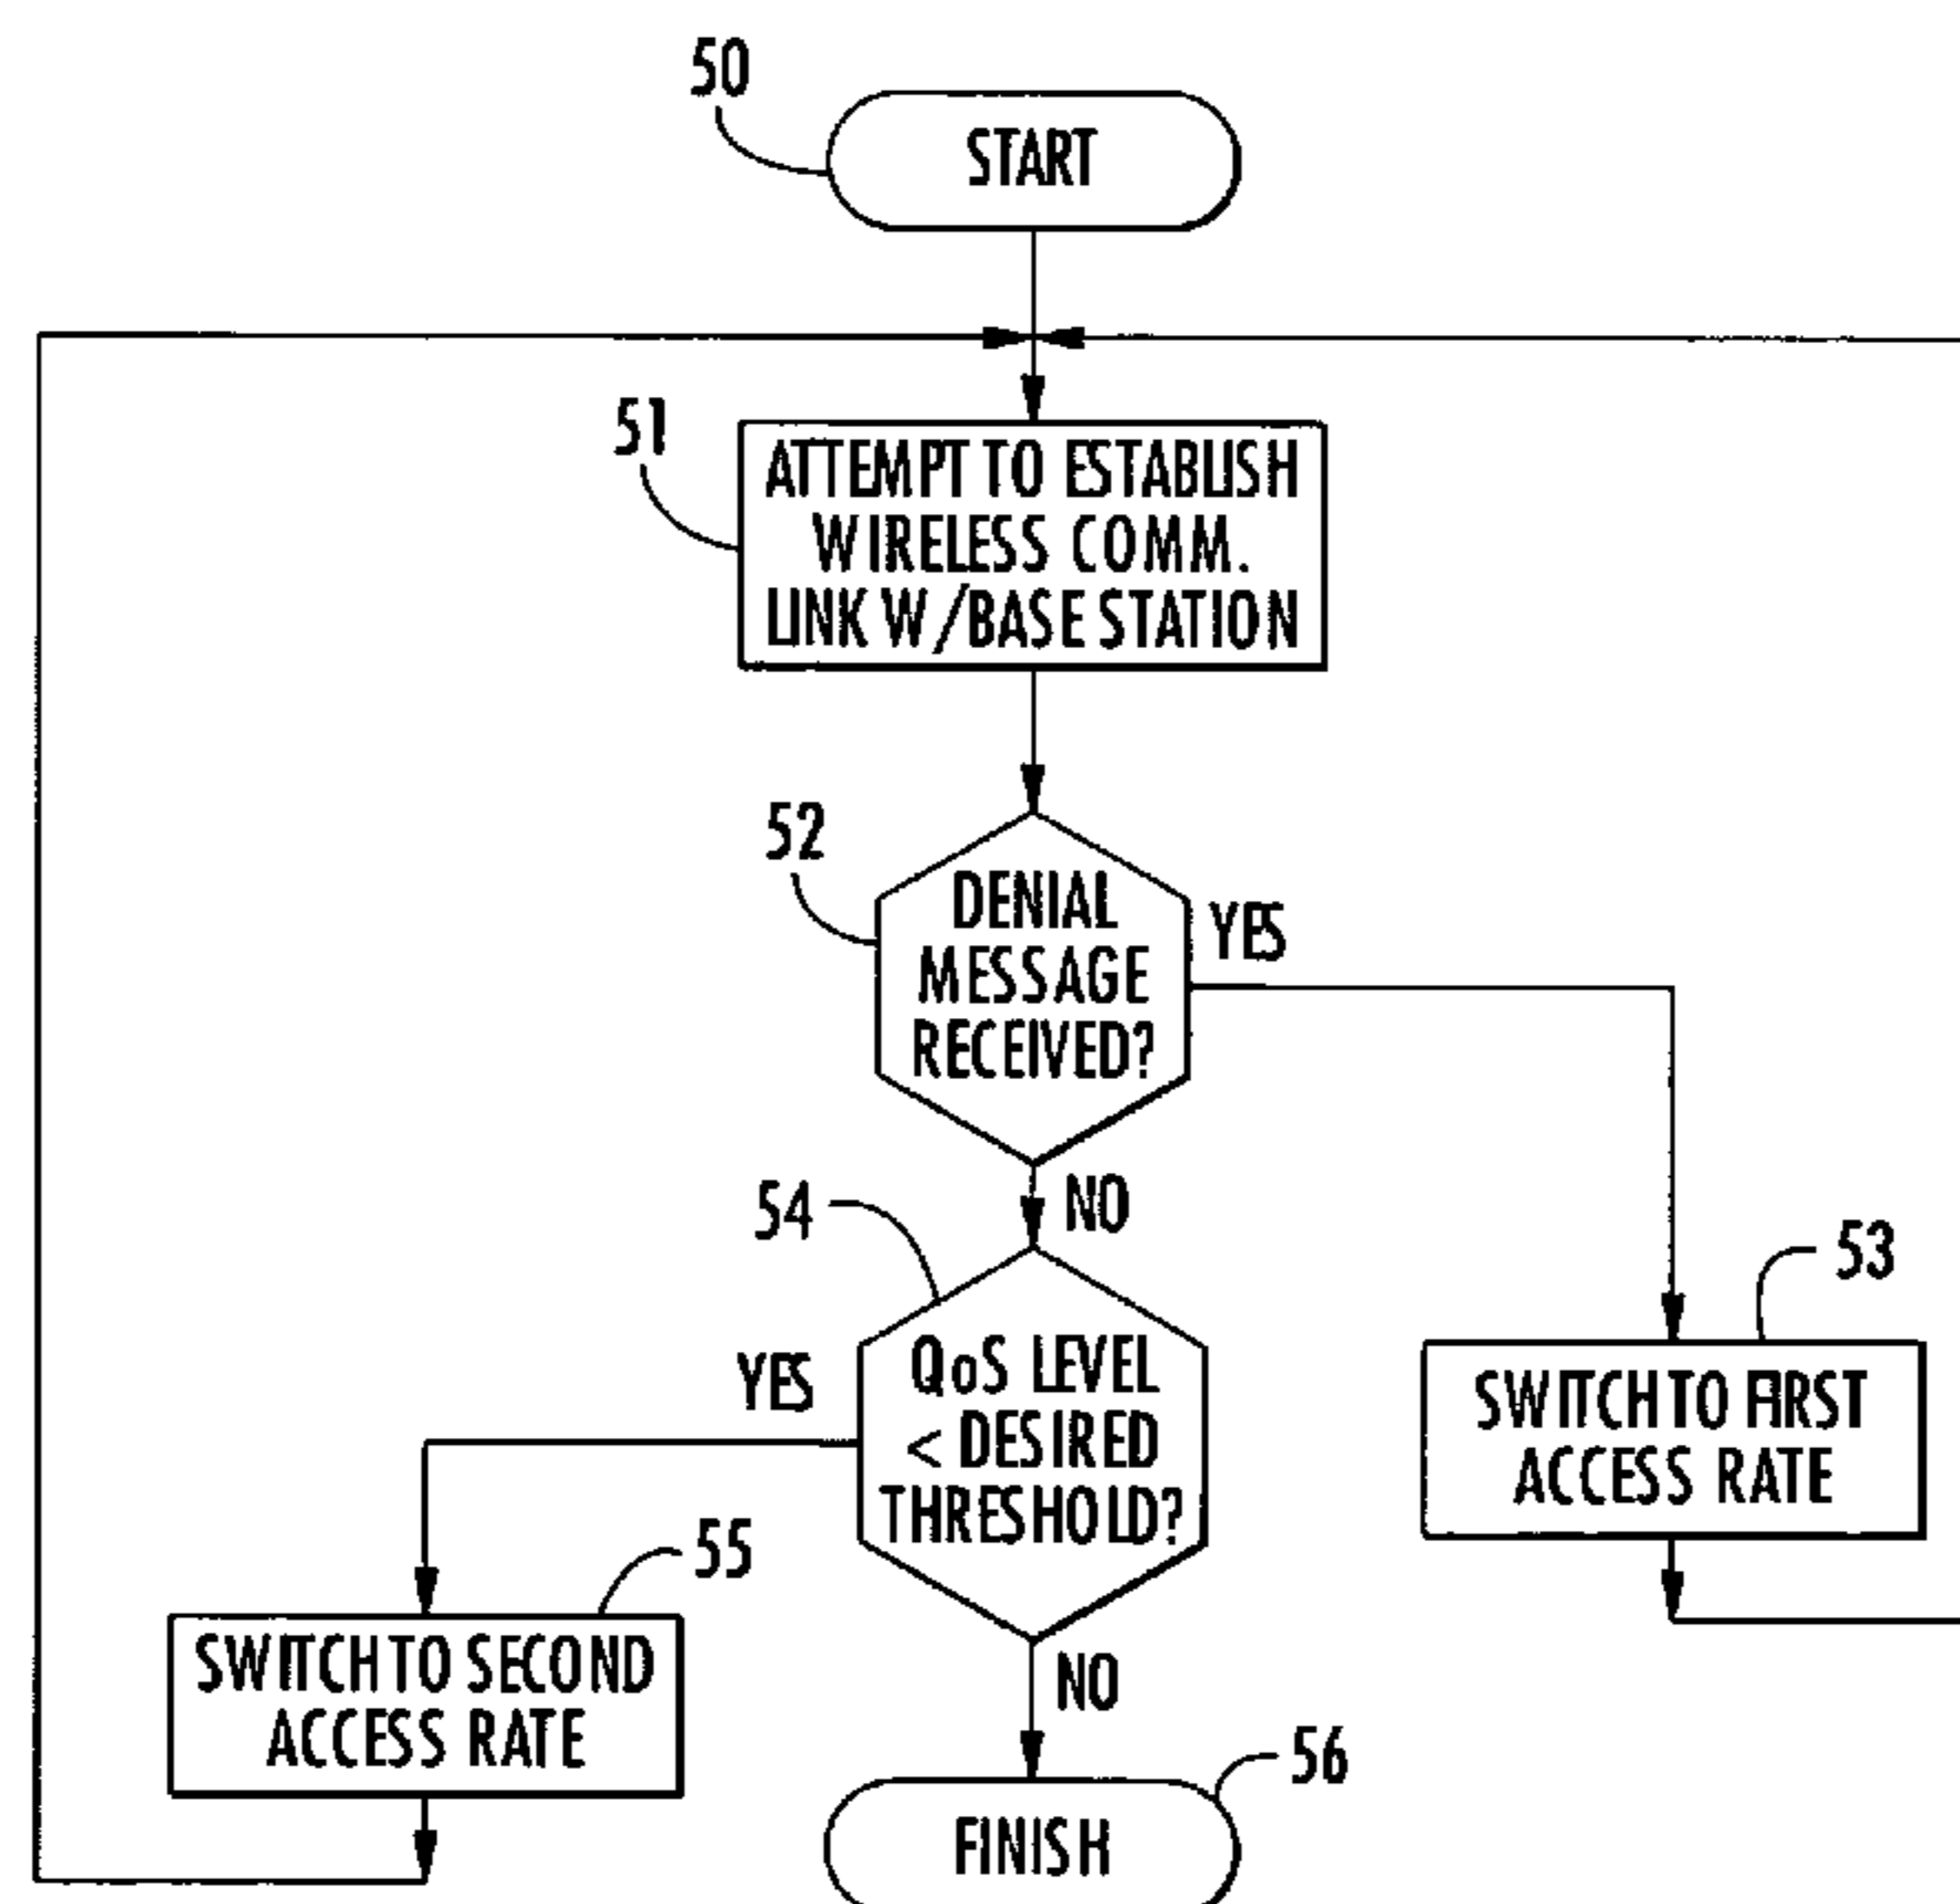 50
START
51
ATTEMPT TO ESTABLISH
WIRELESS COMM.
LINK W/BASE STATION
52
DENIAL
MESSAGE
RECEIVED?
YES
NO
54
QoS LEVEL
< DESIRED
THRESHOLD?
YES
NO
53
SWITCH TO FIRST
ACCESS RATE
55
SWITCH TO SECOND
ACCESS RATE
56
FINISH